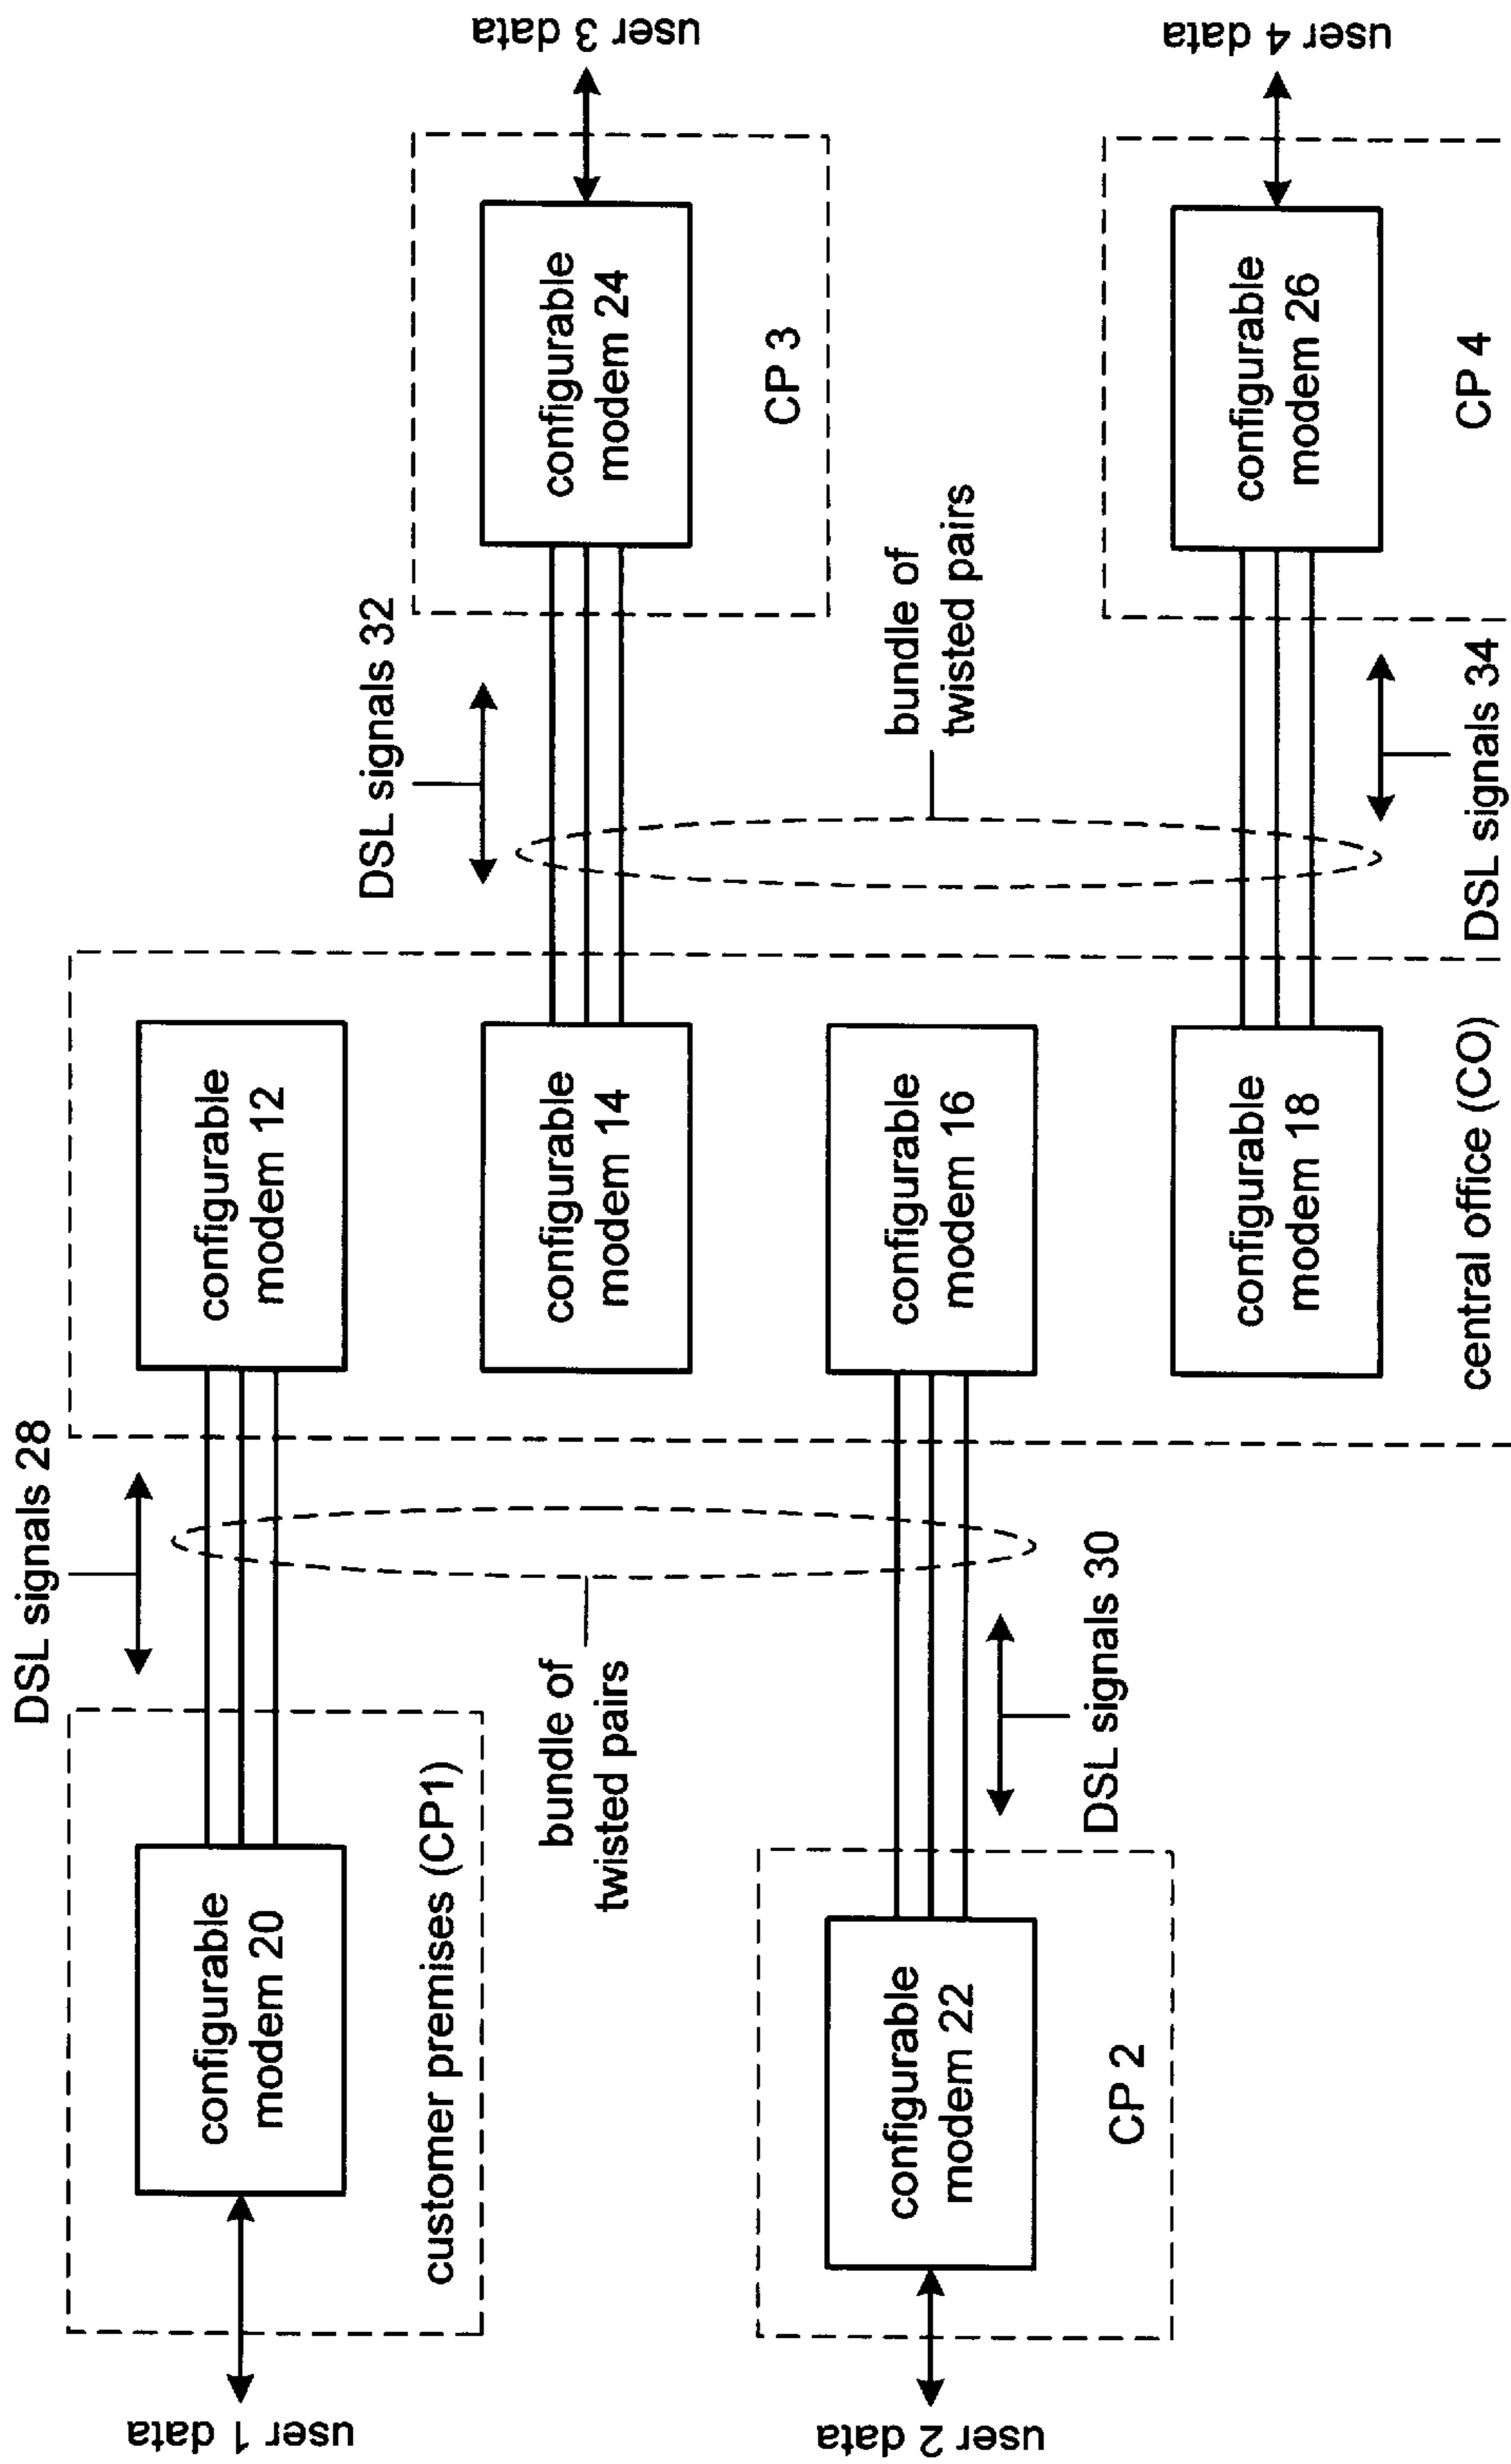 DSL signals 28
configurable
modem 20
user 1 data
customer premises (CP1)
bundle of
twisted pairs
configurable
modem 22
user 2 data
CP 2
DSL signals 30
configurable
modem 12
configurable
modem 14
configurable
modem 16
configurable
modem 18
central office (CO)
DSL signals 32
configurable
modem 24
user 3 data
CP 3
bundle of
twisted pairs
configurable
modem 26
user 4 data
CP 4
DSL signals 34